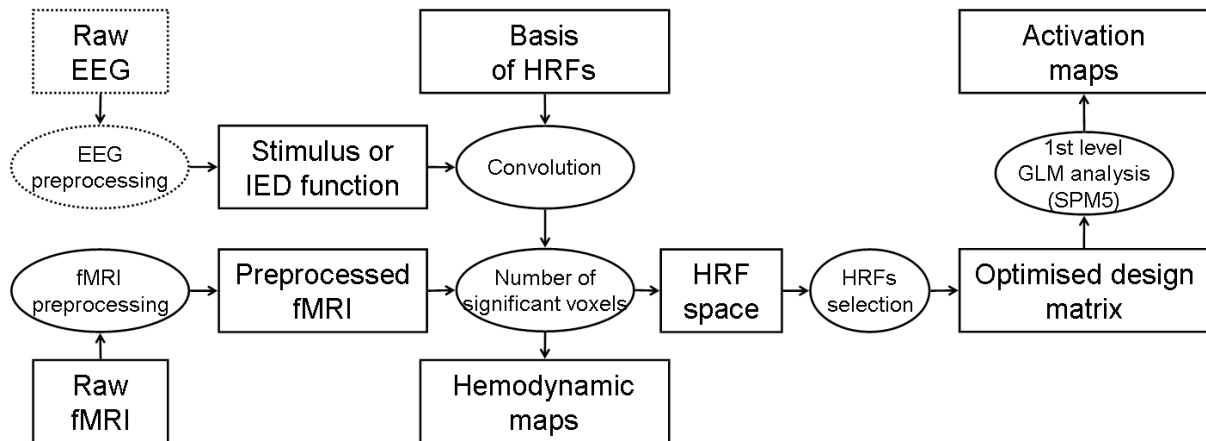 Raw
EEG
Basis
of HRFs
Activation
maps
EEG
preprocessing
Stimulus or
IED function
Convolution
1st level
GLM analysis
(SPM5)
fMRI
preprocessing
Preprocessed
fMRI
Number of
significant voxels
HRF
space
HRFs
selection
Optimised design
matrix
Raw
fMRI
Hemodynamic
maps